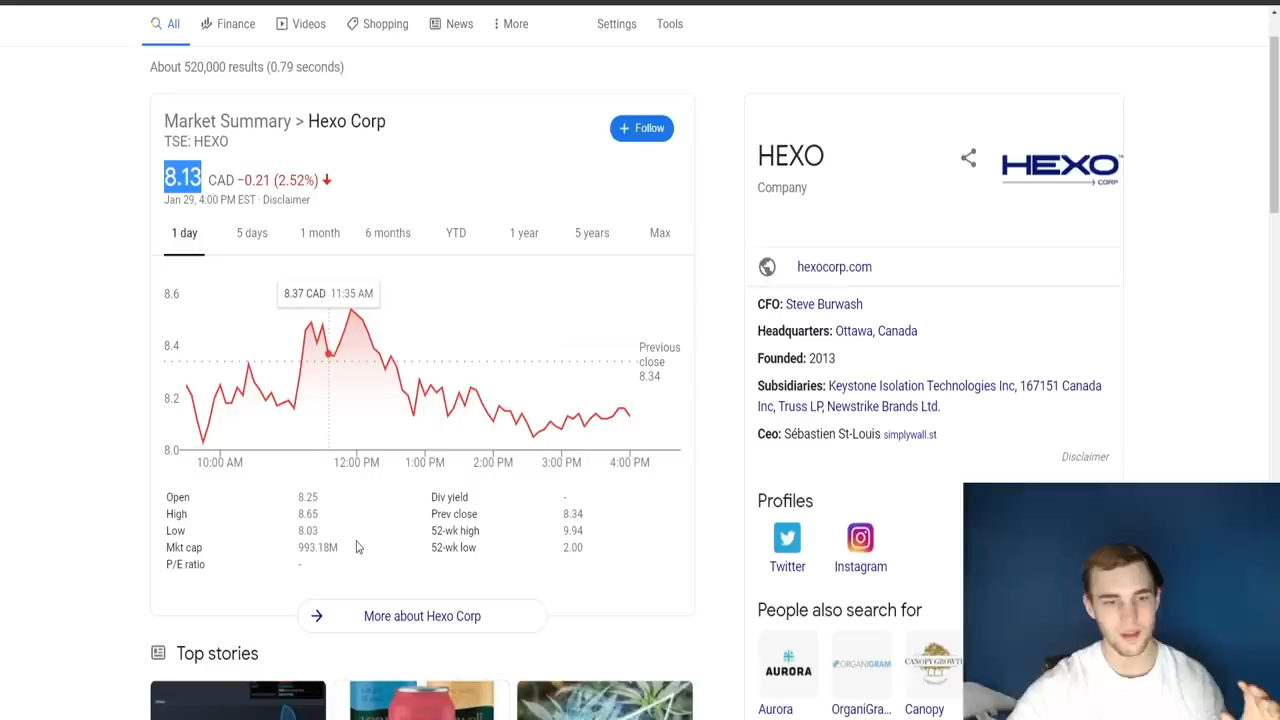 All Finance Videos Shopping News More Settings Tools
About 520,000 results (0.79 seconds)
Market Summary > Hexo Corp
TSE: HEXO
Follow
8.13 CAD −0.21 (2.52%)
Jan 29, 4:00 PM EST · Disclaimer
1 day 5 days 1 month 6 months YTD 1 year 5 years Max
8.37 CAD 11:35 AM
8.6
8.4
8.2
8.0
Previous
close
8.34
10:00 AM 12:00 PM 1:00 PM 2:00 PM 3:00 PM 4:00 PM
Open 8.25 Div yield -
High 8.65 Prev close 8.34
Low 8.03 52-wk high 9.94
Mkt cap 993.18M 52-wk low 2.00
P/E ratio -
More about Hexo Corp
Top stories
HEXO
Company
HEXO
CORP
hexocorp.com
CFO: Steve Burwash
Headquarters: Ottawa, Canada
Founded: 2013
Subsidiaries: Keystone Isolation Technologies Inc, 167151 Canada
Inc, Truss LP, Newstrike Brands Ltd.
Ceo: Sébastien St-Louis simplywall.st
Disclaimer
Profiles
Twitter Instagram
People also search for
AURORA ORGANIGRAM CANOPY GROWTH
Aurora OrganiGra... Canopy